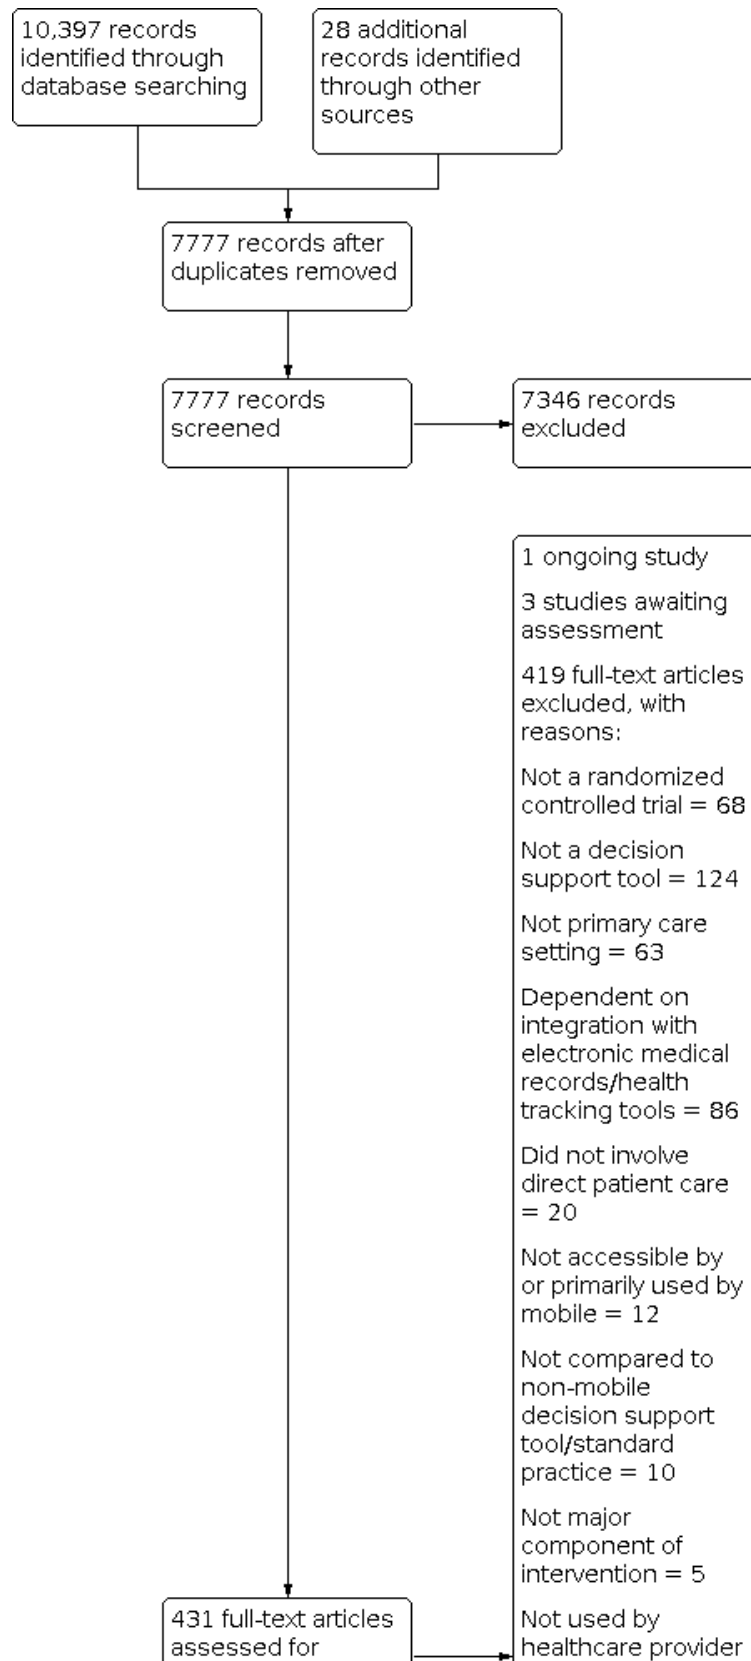 10,397 records
identified through
database searching
28 additional
records identified
through other
sources
7777 records after
duplicates removed
7777 records
screened
7346 records
excluded
1 ongoing study
3 studies awaiting
assessment
419 full-text articles
excluded, with
reasons:
Not a randomized
controlled trial = 68
Not a decision
support tool = 124
Not primary care
setting = 63
Dependent on
integration with
electronic medical
records/health
tracking tools = 86
Did not involve
direct patient care
= 20
Not accessible by
or primarily used by
mobile = 12
Not compared to
non-mobile
decision support
tool/standard
practice = 10
Not major
component of
intervention = 5
431 full-text articles
assessed for
Not used by
healthcare provider